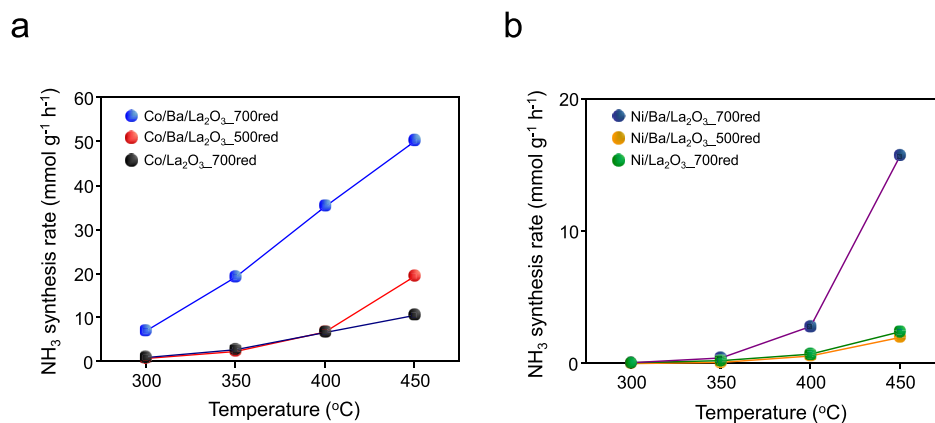 a
NH₃ synthesis rate (mmol g⁻¹ h⁻¹)
60
50
40
30
20
10
0
Co/Ba/La₂O₃_700red
Co/Ba/La₂O₃_500red
Co/La₂O₃_700red
300 350 400 450
Temperature (°C)
b
NH₃ synthesis rate (mmol g⁻¹ h⁻¹)
20
10
0
Ni/Ba/La₂O₃_700red
Ni/Ba/La₂O₃_500red
Ni/La₂O₃_700red
300 350 400 450
Temperature (°C)